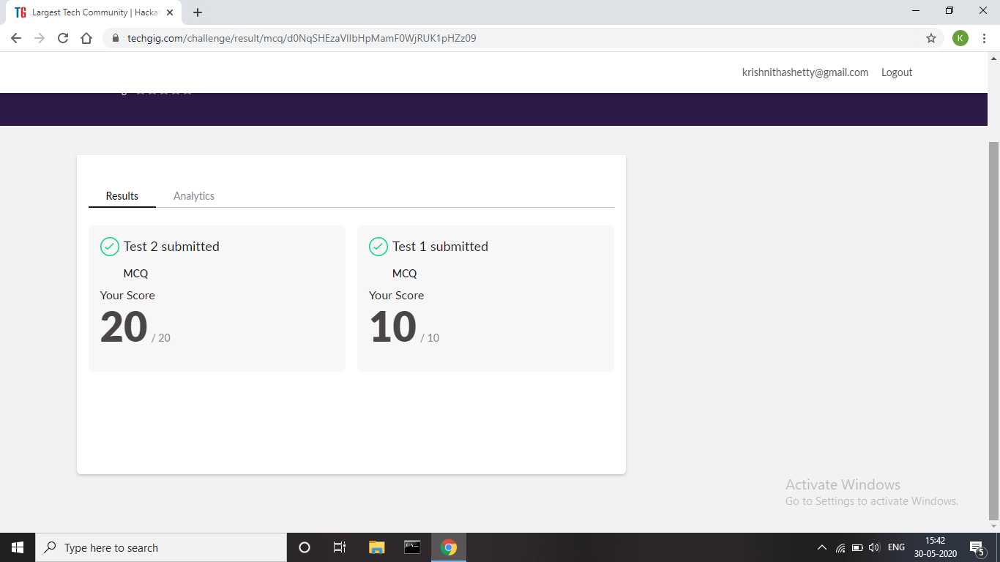 TG Largest Tech Community | Hacka
techgig.com/challenge/result/mcq/d0NqSHEzaVllbHpMamF0WjRUK1pHZz09
K
krishnithashetty@gmail.com Logout
Results Analytics
Test 2 submitted
MCQ
Your Score
20 / 20
Test 1 submitted
MCQ
Your Score
10 / 10
Activate Windows
Go to Settings to activate Windows.
Type here to search
ENG
15:42
30-05-2020
5